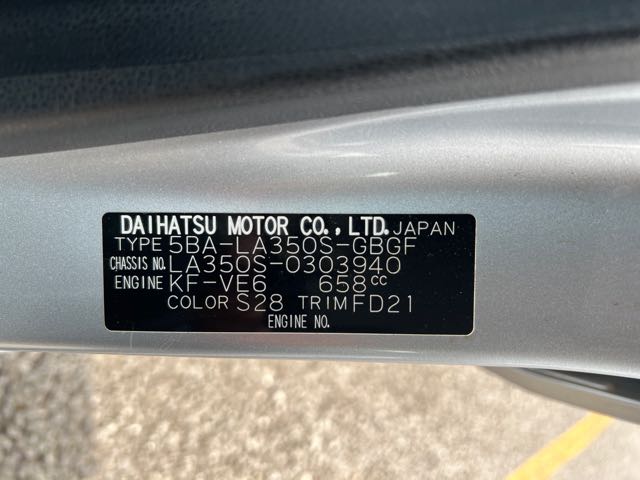 DAIHATSU MOTOR CO., LTD. JAPAN
TYPE 5BA-LA350S-GBGF
CHASSIS NO. LA350S-0303940
ENGINE KF-VE6 658cc
COLOR S28 TRIM FD21
ENGINE NO.